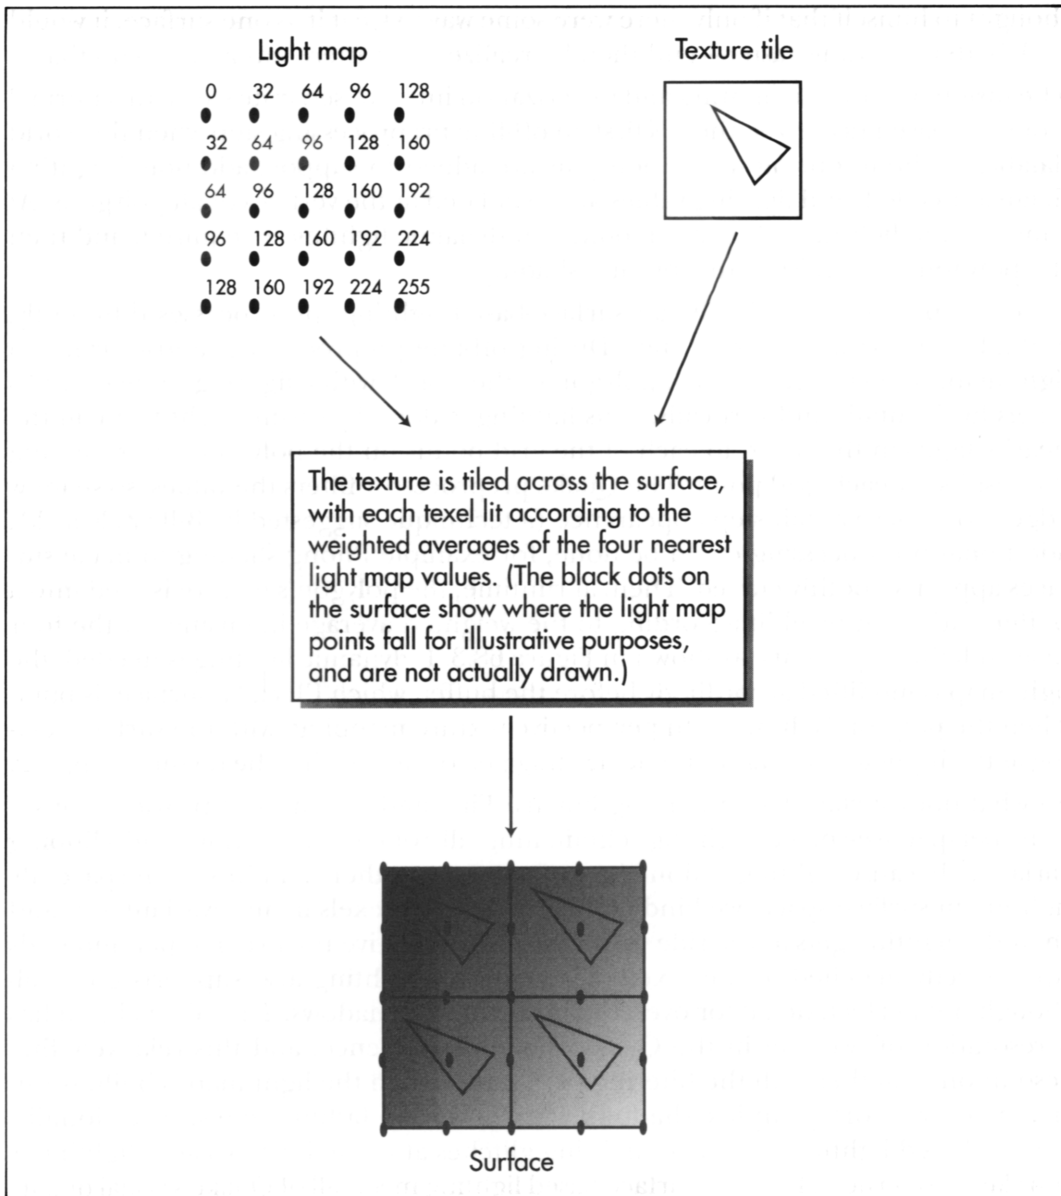 Light map
Texture tile
0 32 64 96 128
32 64 96 128 160
64 96 128 160 192
96 128 160 192 224
128 160 192 224 255
The texture is tiled across the surface,
with each texel lit according to the
weighted averages of the four nearest
light map values. (The black dots on
the surface show where the light map
points fall for illustrative purposes,
and are not actually drawn.)
Surface